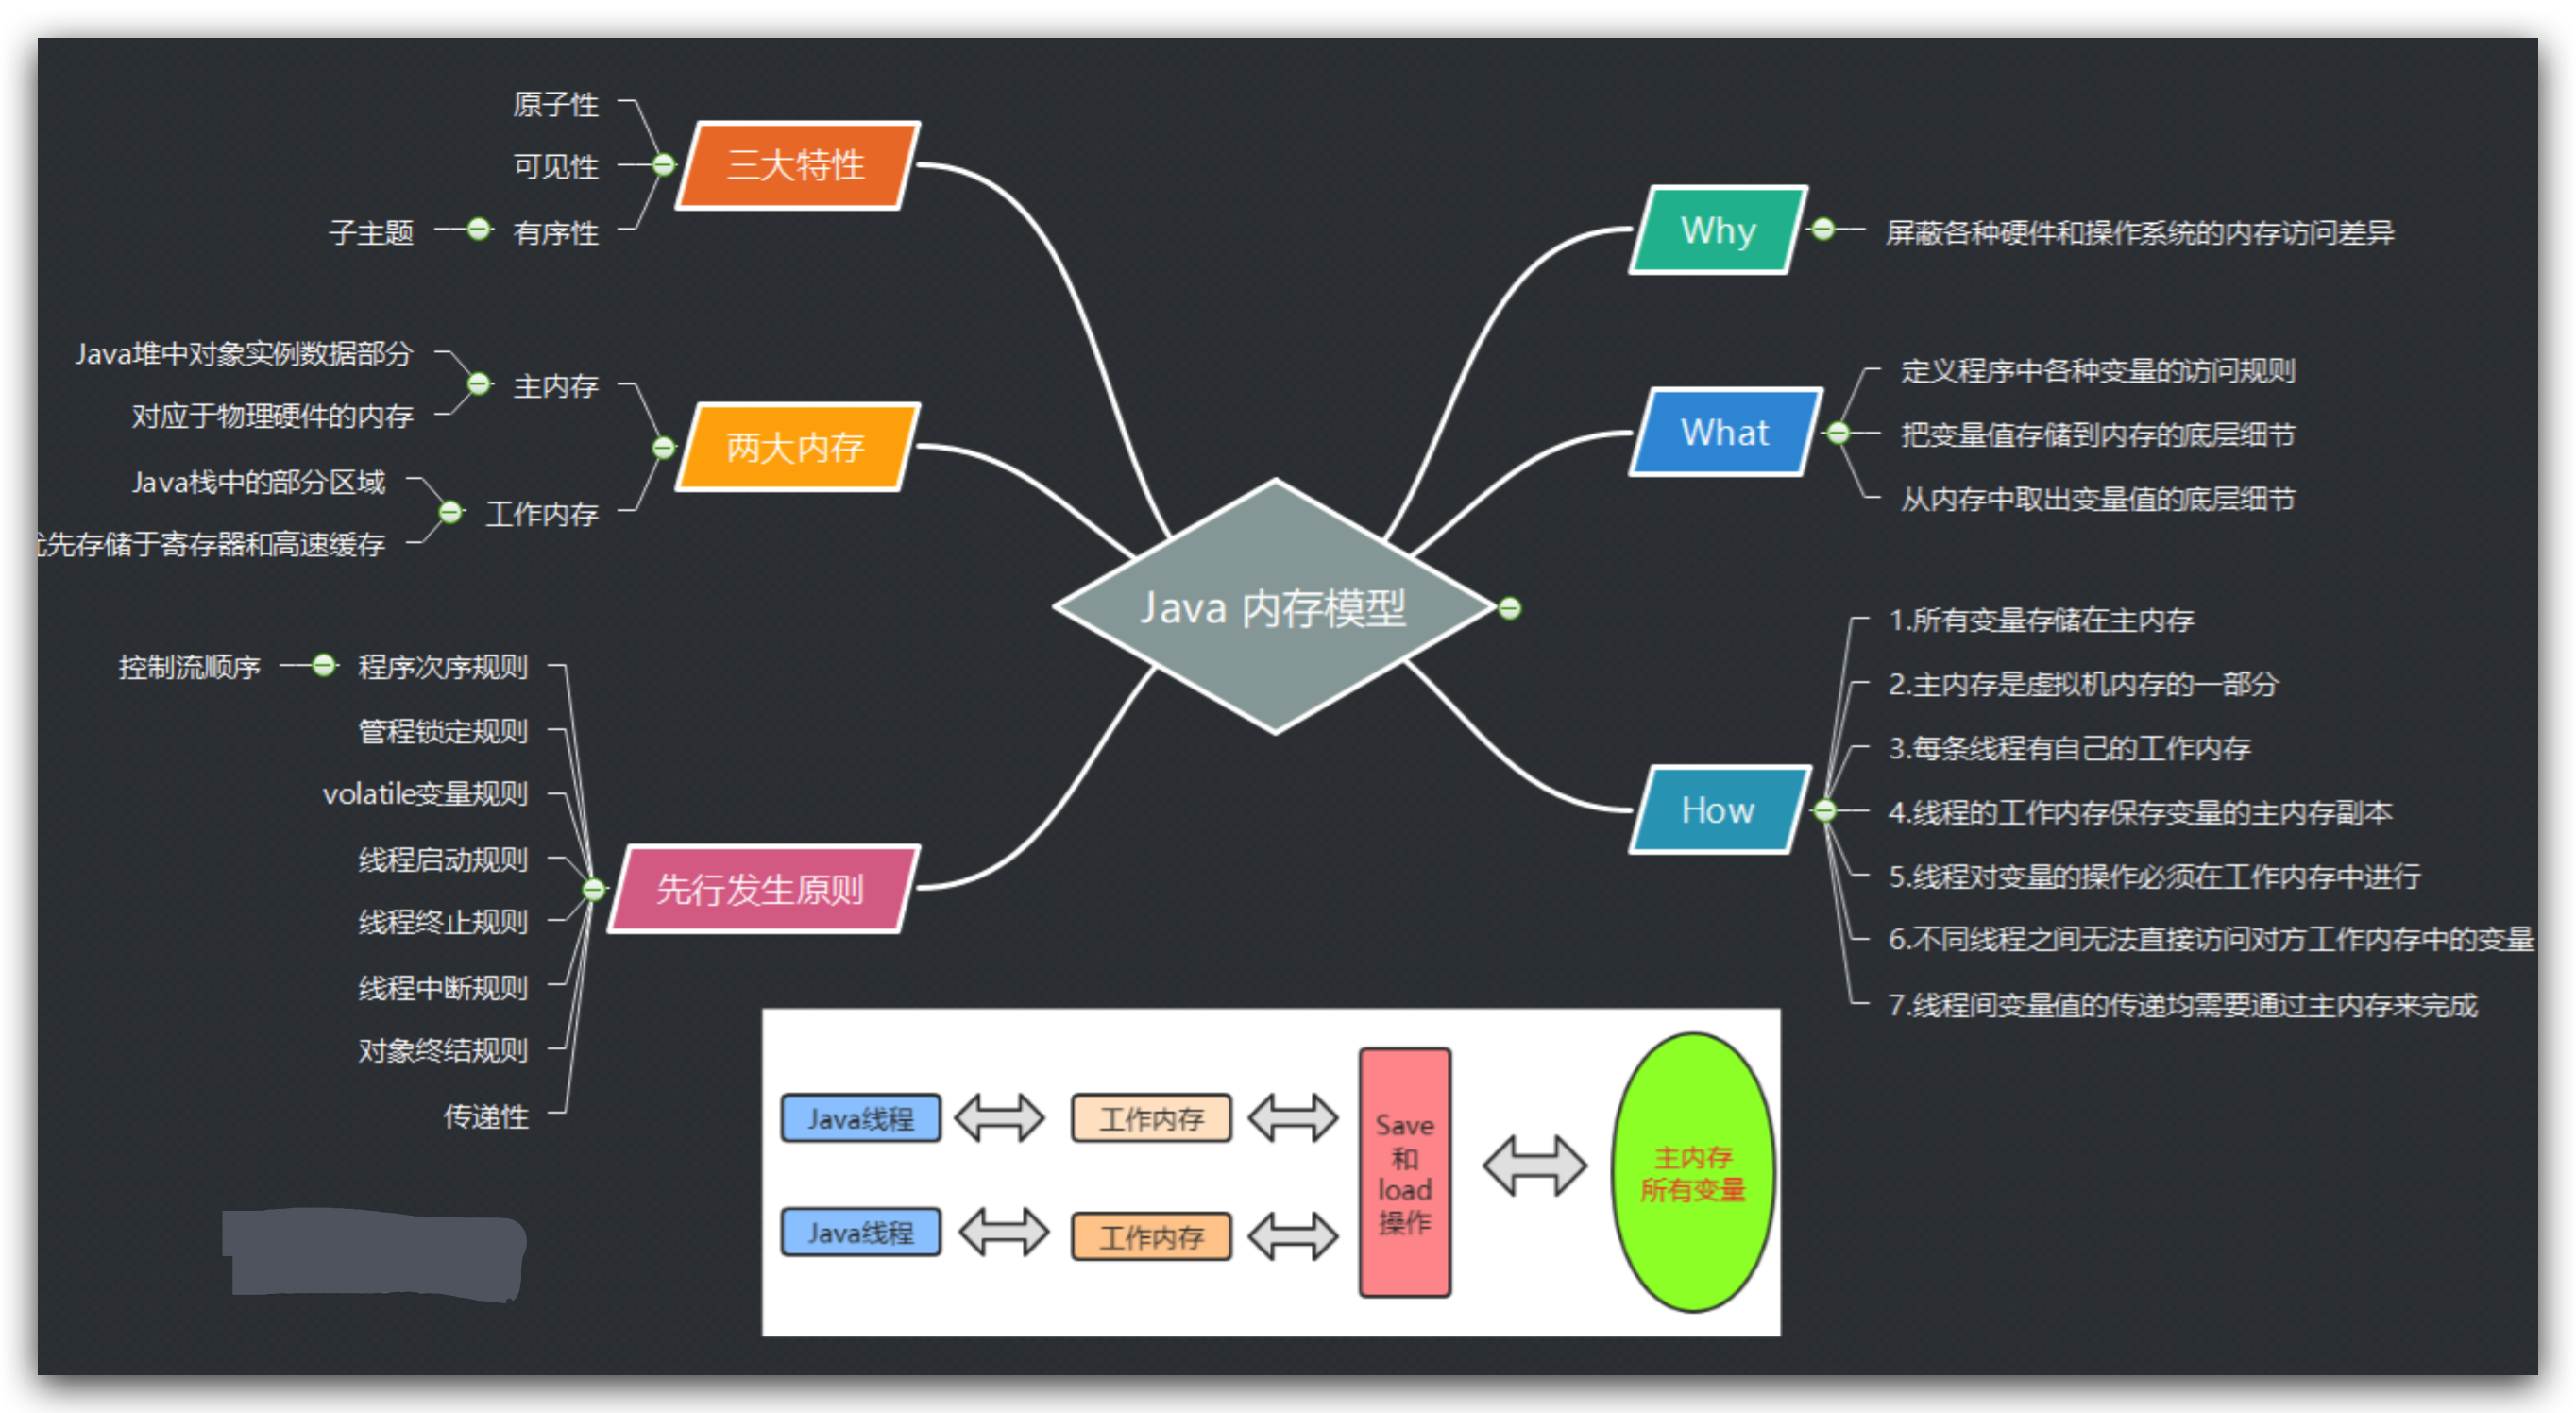 原子性
可见性
子主题
有序性
三大特性
Java堆中对象实例数据部分
对应于物理硬件的内存
主内存
Java栈中的部分区域
先存储于寄存器和高速缓存
工作内存
两大内存
控制流顺序
程序次序规则
管程锁定规则
volatile变量规则
线程启动规则
线程终止规则
线程中断规则
对象终结规则
传递性
先行发生原则
Java 内存模型
Why
屏蔽各种硬件和操作系统的内存访问差异
What
定义程序中各种变量的访问规则
把变量值存储到内存的底层细节
从内存中取出变量值的底层细节
How
1.所有变量存储在主内存
2.主内存是虚拟机内存的一部分
3.每条线程有自己的工作内存
4.线程的工作内存保存变量的主内存副本
5.线程对变量的操作必须在工作内存中进行
6.不同线程之间无法直接访问对方工作内存中的变量
7.线程间变量值的传递均需要通过主内存来完成
Java线程
工作内存
Java线程
工作内存
Save
和
load
操作
主内存
所有变量